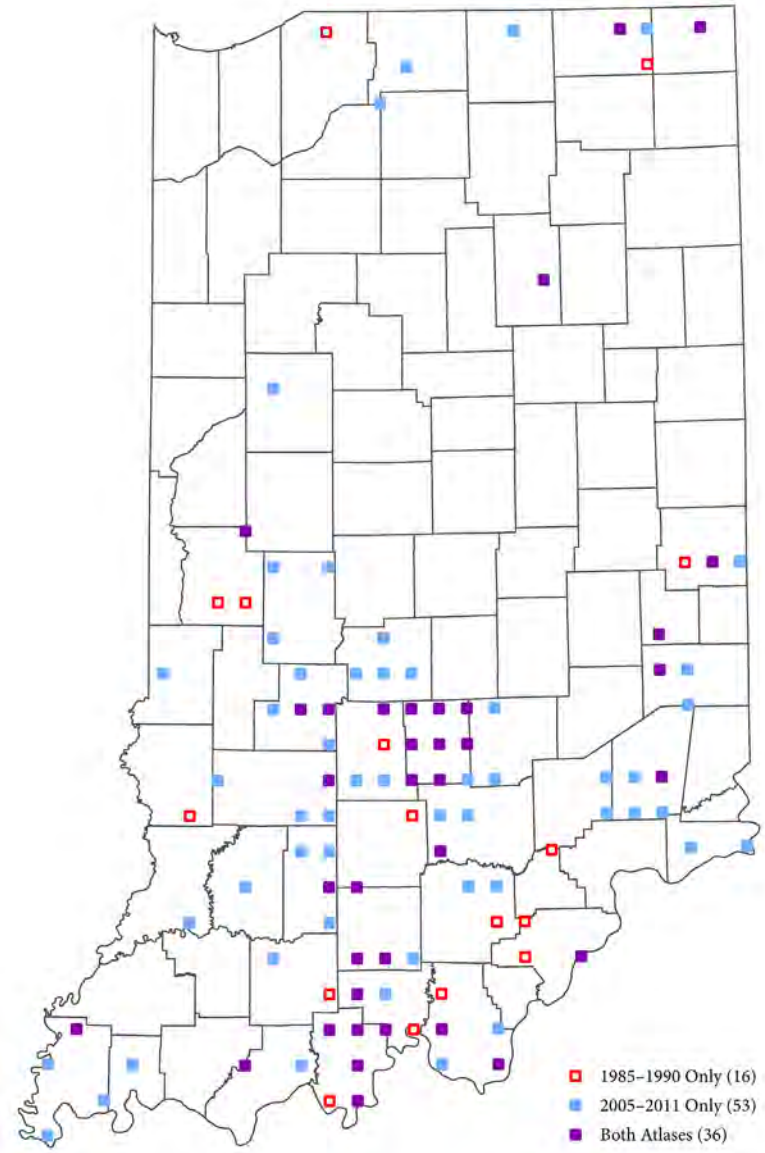 1985–1990 Only (16)
2005–2011 Only (53)
Both Atlases (36)